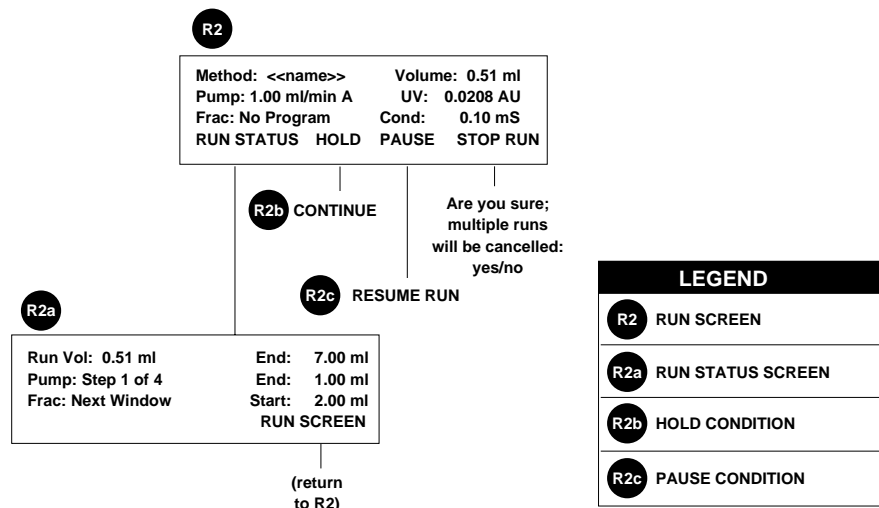 R2
Method: <<name>> Volume: 0.51 ml
Pump: 1.00 ml/min A UV: 0.0208 AU
Frac: No Program Cond: 0.10 mS
RUN STATUS HOLD PAUSE STOP RUN
R2b CONTINUE
Are you sure;
multiple runs
will be cancelled:
yes/no
R2c RESUME RUN
R2a
Run Vol: 0.51 ml End: 7.00 ml
Pump: Step 1 of 4 End: 1.00 ml
Frac: Next Window Start: 2.00 ml
RUN SCREEN
(return
to R2)
LEGEND
R2 RUN SCREEN
R2a RUN STATUS SCREEN
R2b HOLD CONDITION
R2c PAUSE CONDITION